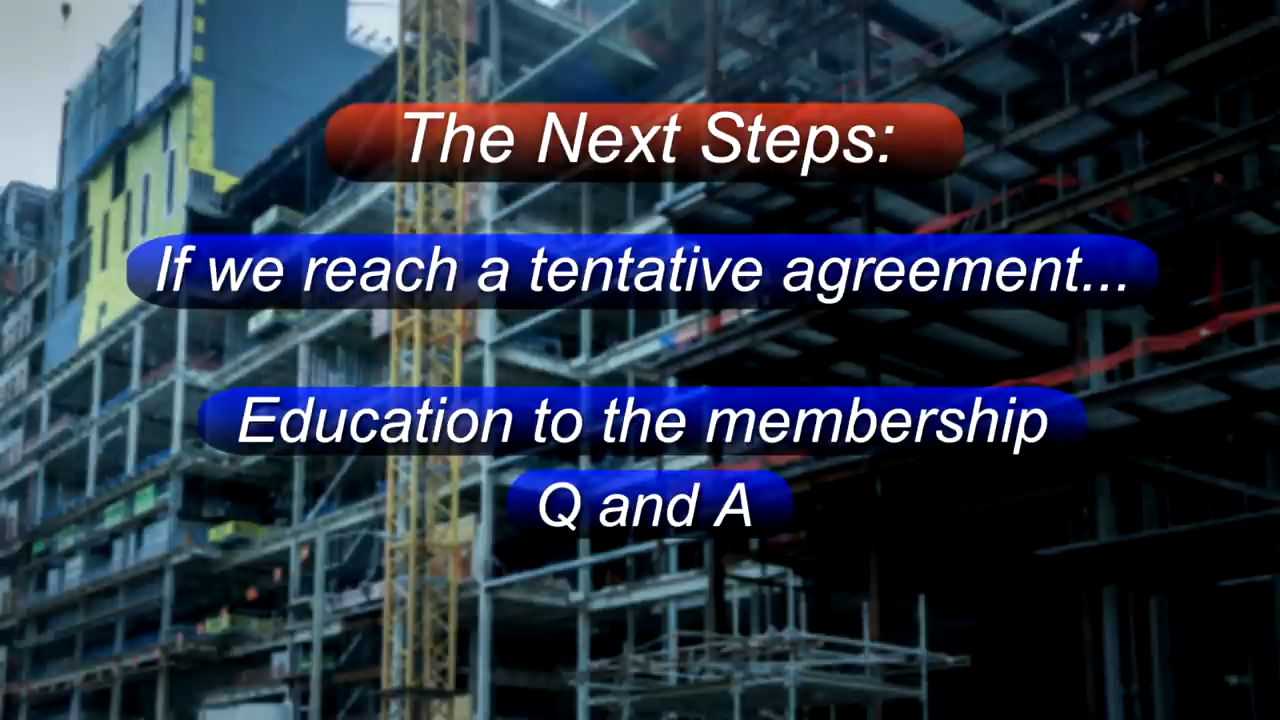 The Next Steps:
If we reach a tentative agreement...
Education to the membership
Q and A